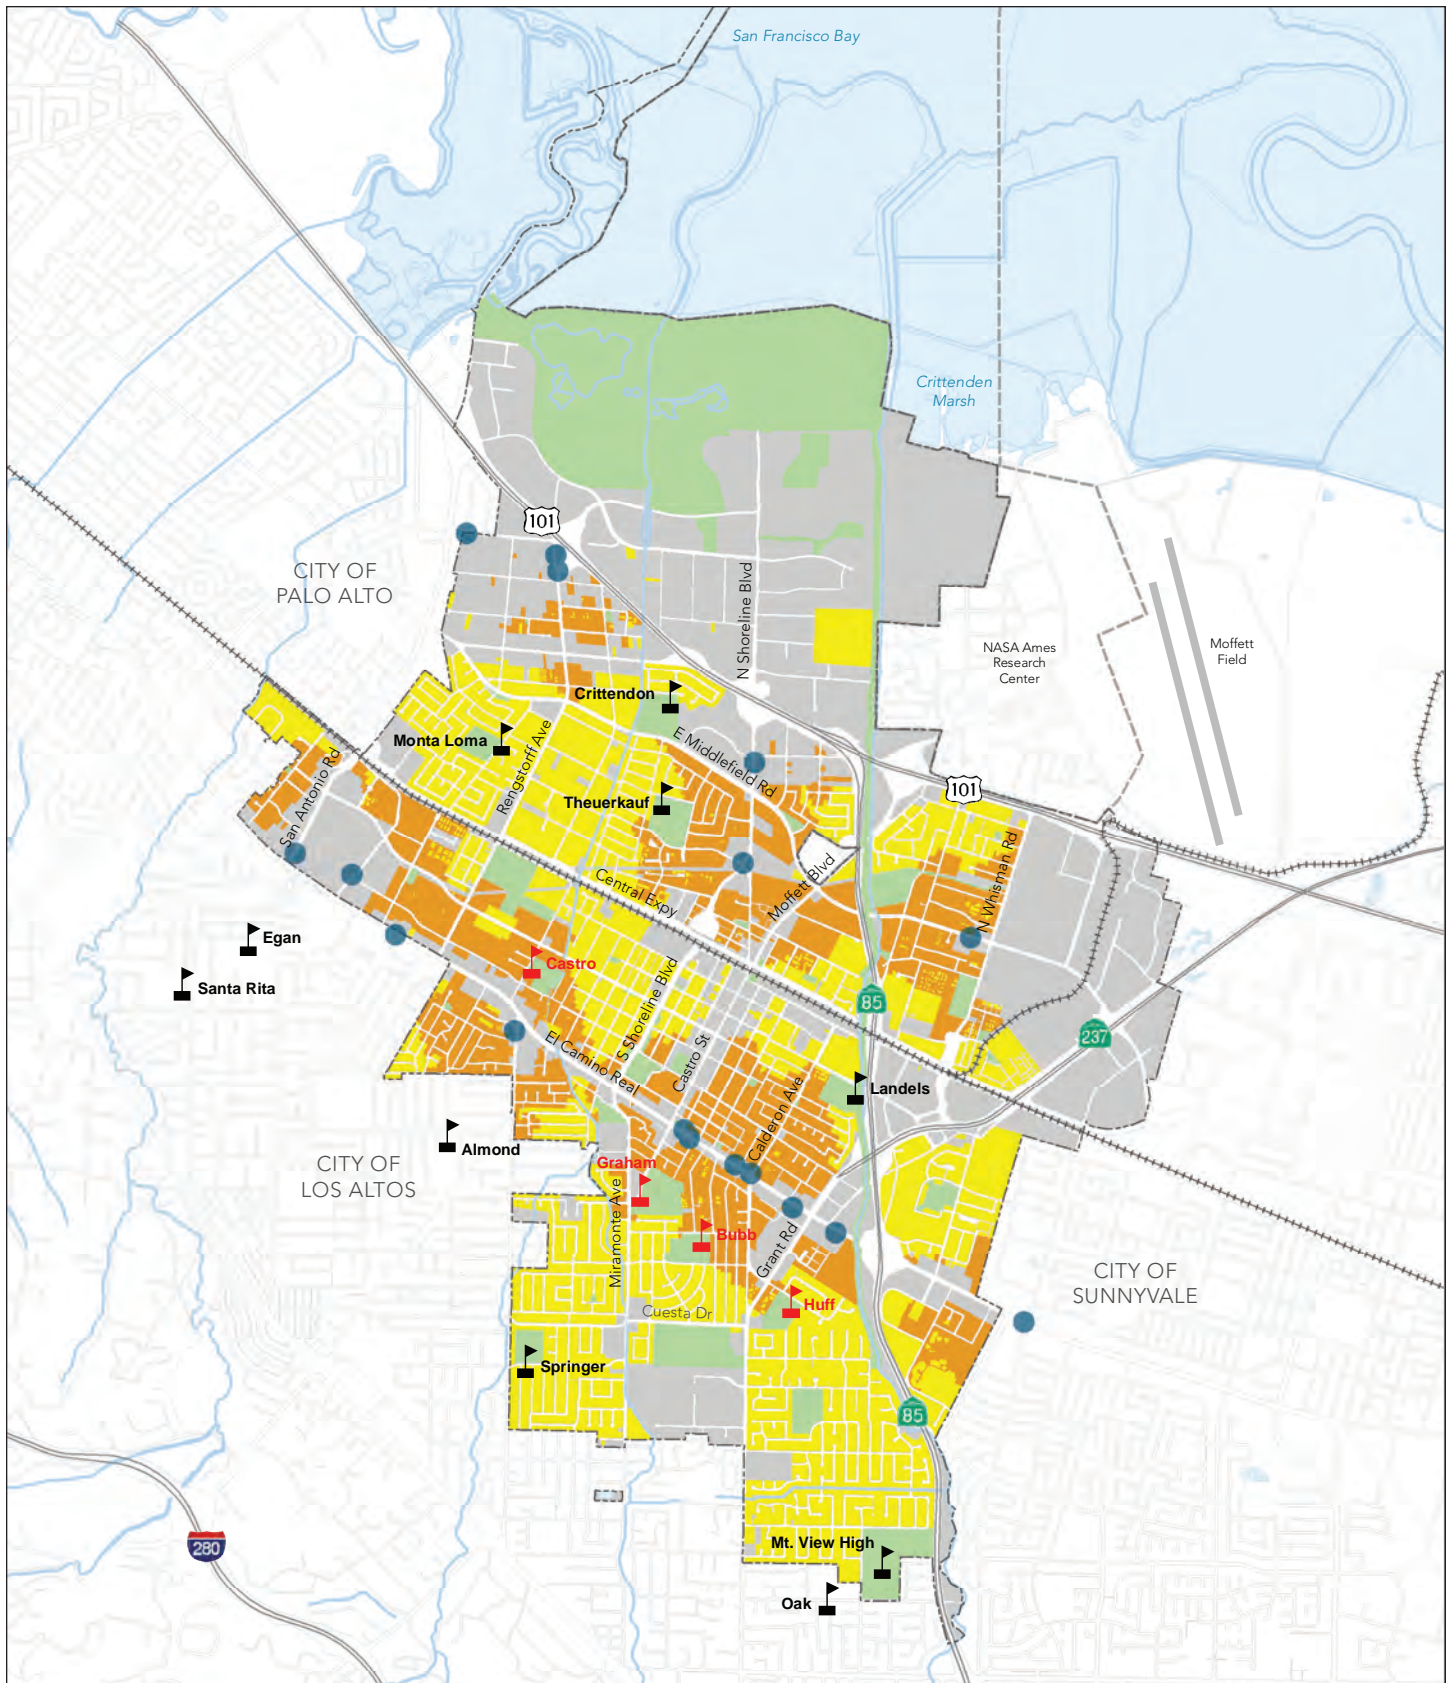 San Francisco Bay
Crittenden
Marsh
101
CITY OF
PALO ALTO
N Shoreline Blvd
NASA Ames
Research
Center
Moffett
Field
Crittendon
Monta Loma
Rengstorff Ave
E Middlefield Rd
San Antonio Rd
Theuerkauf
101
N Whisman Rd
Central Expy
Moffett Blvd
Egan
Santa Rita
Castro
S Shoreline Blvd
85
237
El Camino Real
Castro St
Landels
Calderon Ave
Almond
CITY OF
LOS ALTOS
Graham
Miramonte Ave
Bubb
Grant Rd
CITY OF
SUNNYVALE
Huff
Cuesta Dr
Springer
85
280
Mt. View High
Oak